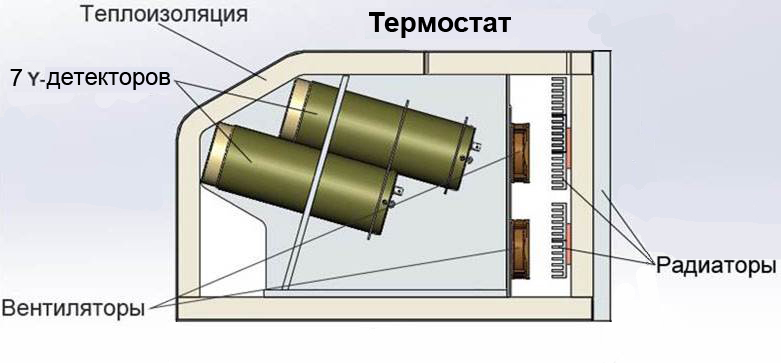 Теплоизоляция
Термостат
7 γ-детекторов
Вентиляторы
Радиаторы